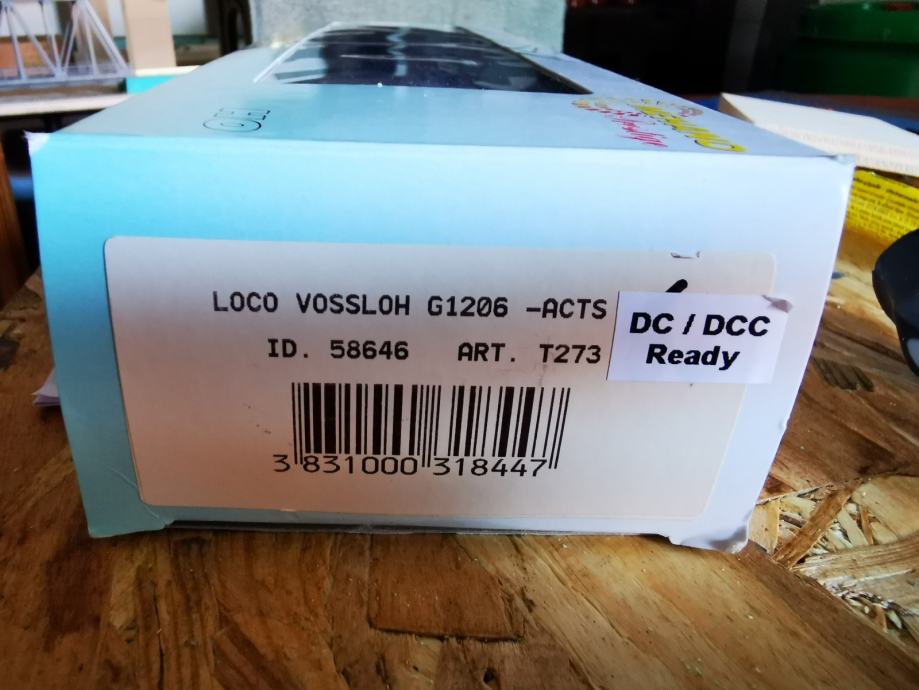 LOCO VOSSLOH G1206 -ACTS
DC / DCC
Ready
ID. 58646 ART. T273
3 831000 318447